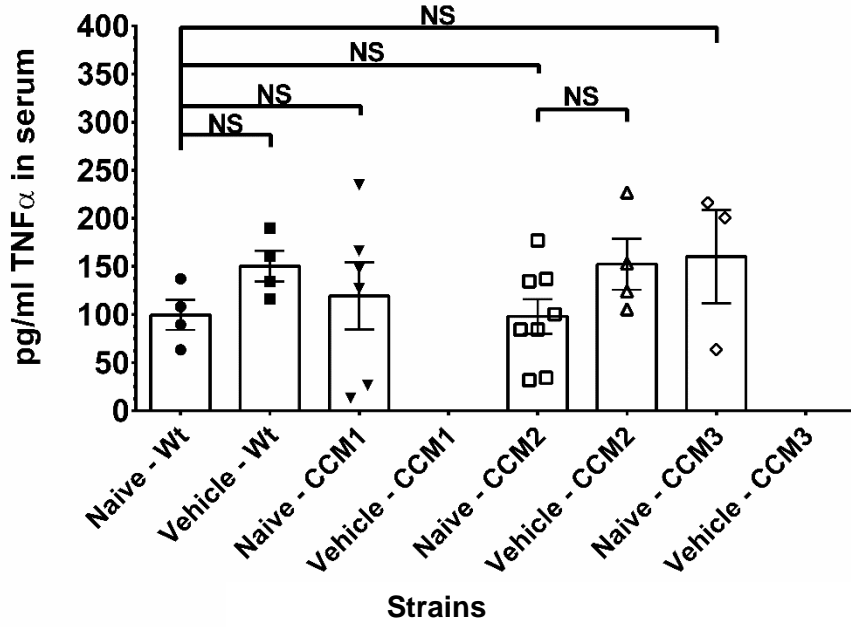 NS
NS
NS
NS
NS
400
350
300
250
200
150
100
50
0
pg/ml TNFα in serum
Naive - Wt
Vehicle - Wt
Naive - CCM1
Vehicle - CCM1
Naive - CCM2
Vehicle - CCM2
Naive - CCM3
Vehicle - CCM3
Strains